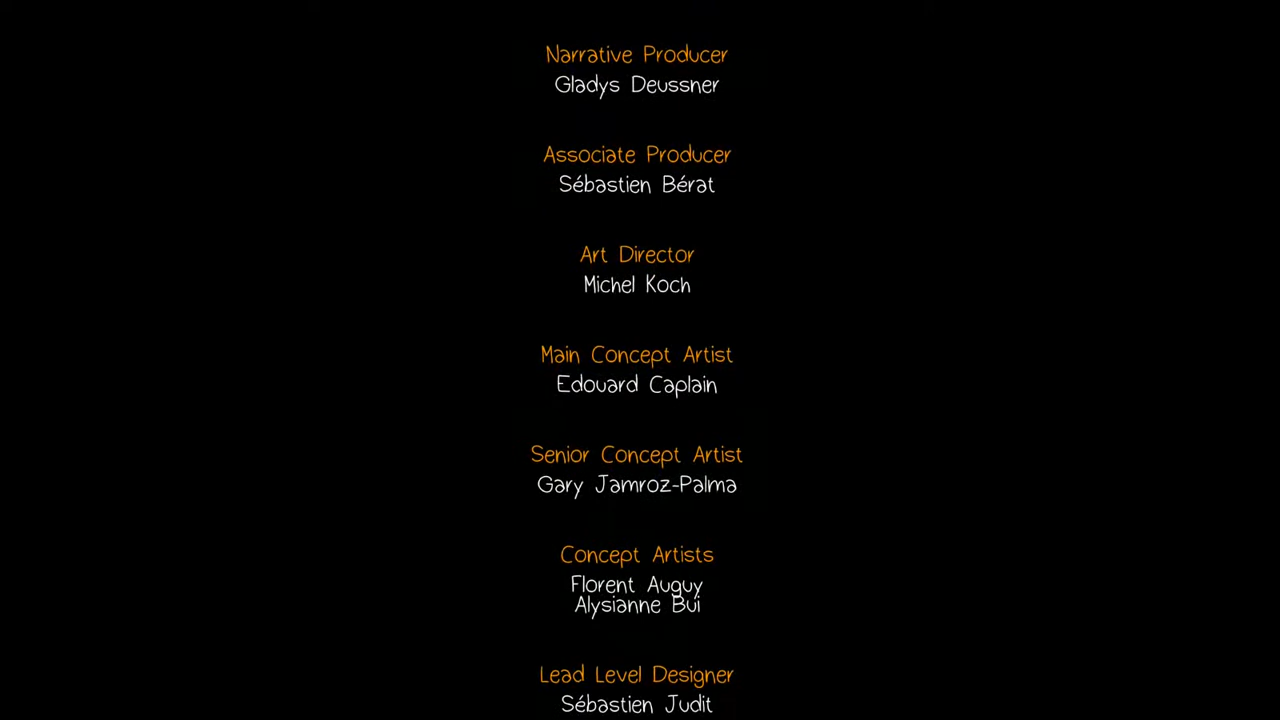 Narrative Producer
Gladys Deussner
Associate Producer
Sébastien Bérat
Art Director
Michel Koch
Main Concept Artist
Edouard Caplain
Senior Concept Artist
Gary Jamroz-Palma
Concept Artists
Florent Auguy
Alysianne Bui
Lead Level Designer
Sébastien Judit